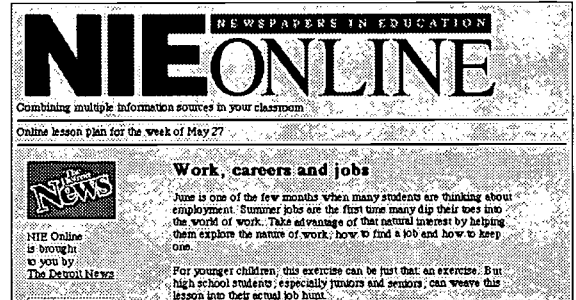 NIE
NEWSPAPERS IN EDUCATION
ONLINE
Combining multiple information sources in your classroom
Online lesson plan for the week of May 27
The Detroit
News
NIE Online
is brought
to you by
The Detroit News
Work, careers and jobs
June is one of the few months when many students are thinking about
employment. Summer jobs are the first time many dip their toes into
the world of work. Take advantage of that natural interest by helping
them explore the nature of work, how to find a job and how to keep
one.
For younger children, this exercise can be just that: an exercise. But
high school students, especially juniors and seniors, can weave this
lesson into their actual job hunt.